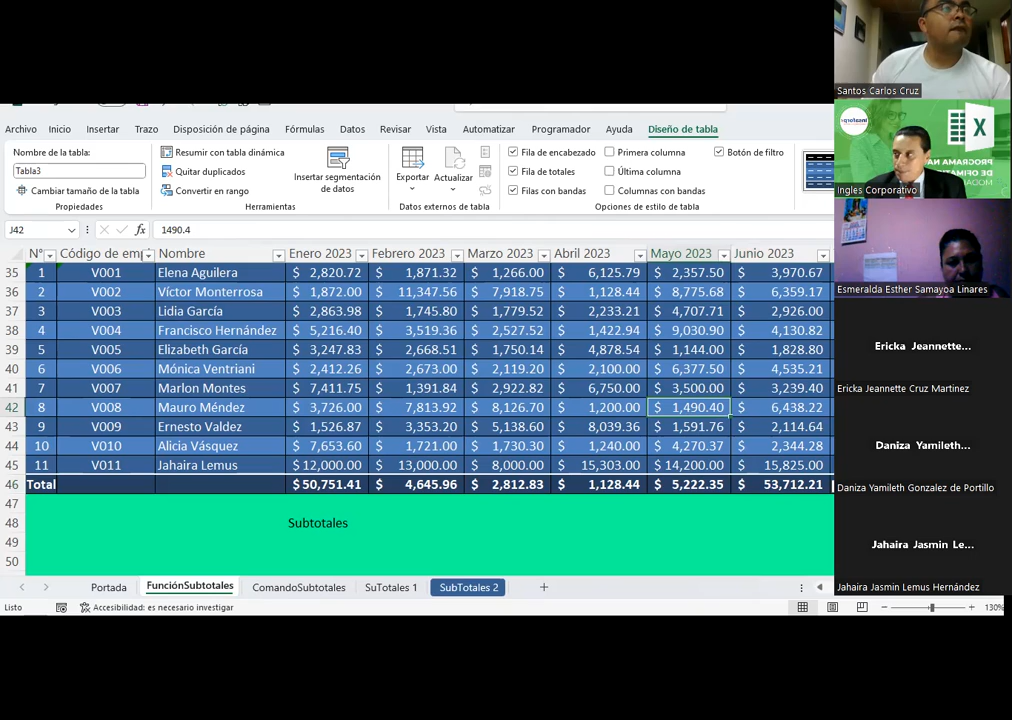 Archivo Inicio Insertar Trazo Disposición de página Fórmulas Datos Revisar Vista Automatizar Programador Ayuda Diseño de tabla
Nombre de la tabla:
Tabla3
Cambiar tamaño de la tabla
Propiedades
Resumir con tabla dinámica
Quitar duplicados
Convertir en rango
Herramientas
Insertar segmentación
de datos
Exportar Actualizar
Datos externos de tabla
Fila de encabezado Primera columna Botón de filtro
Fila de totales Última columna
Filas con bandas Columnas con bandas
Opciones de estilo de tabla
J42 fx 1490.4
N° Código de emp Nombre Enero 2023 Febrero 2023 Marzo 2023 Abril 2023 Mayo 2023 Junio 2023
35 1 V001 Elena Aguilera $ 2,820.72 $ 1,871.32 $ 1,266.00 $ 6,125.79 $ 2,357.50 $ 3,970.67
36 2 V002 Víctor Monterrosa $ 1,872.00 $ 11,347.56 $ 7,918.75 $ 1,128.44 $ 8,775.68 $ 6,359.17
37 3 V003 Lidia García $ 2,863.98 $ 1,745.80 $ 1,779.52 $ 2,233.21 $ 4,707.71 $ 2,926.00
38 4 V004 Francisco Hernández $ 5,216.40 $ 3,519.36 $ 2,527.52 $ 1,422.94 $ 9,030.90 $ 4,130.82
39 5 V005 Elizabeth García $ 3,247.83 $ 2,668.51 $ 1,750.14 $ 4,878.54 $ 1,144.00 $ 1,828.80
40 6 V006 Mónica Ventriani $ 2,412.26 $ 2,673.00 $ 2,119.20 $ 2,100.00 $ 6,377.50 $ 4,535.21
41 7 V007 Marlon Montes $ 7,411.75 $ 1,391.84 $ 2,922.82 $ 6,750.00 $ 3,500.00 $ 3,239.40
42 8 V008 Mauro Méndez $ 3,726.00 $ 7,813.92 $ 8,126.70 $ 1,200.00 $ 1,490.40 $ 6,438.22
43 9 V009 Ernesto Valdez $ 1,526.87 $ 3,353.20 $ 5,138.60 $ 8,039.36 $ 1,591.76 $ 2,114.64
44 10 V010 Alicia Vásquez $ 7,653.60 $ 1,721.00 $ 1,730.30 $ 1,240.00 $ 4,270.37 $ 2,344.28
45 11 V011 Jahaira Lemus $ 12,000.00 $ 13,000.00 $ 8,000.00 $ 15,303.00 $ 14,200.00 $ 15,825.00
46 Total $ 50,751.41 $ 4,645.96 $ 2,812.83 $ 1,128.44 $ 5,222.35 $ 53,712.21
47
48 Subtotales
49
50
Portada FunciónSubtotales ComandoSubtotales SuTotales 1 SubTotales 2
Listo Accesibilidad: es necesario investigar 130%
Santos Carlos Cruz
Ingles Corporativo
Esmeralda Esther Samayoa Linares
Ericka Jeannette...
Ericka Jeannette Cruz Martinez
Daniza Yamileth...
Daniza Yamileth Gonzalez de Portillo
Jahaira Jasmin Le...
Jahaira Jasmin Lemus Hernández